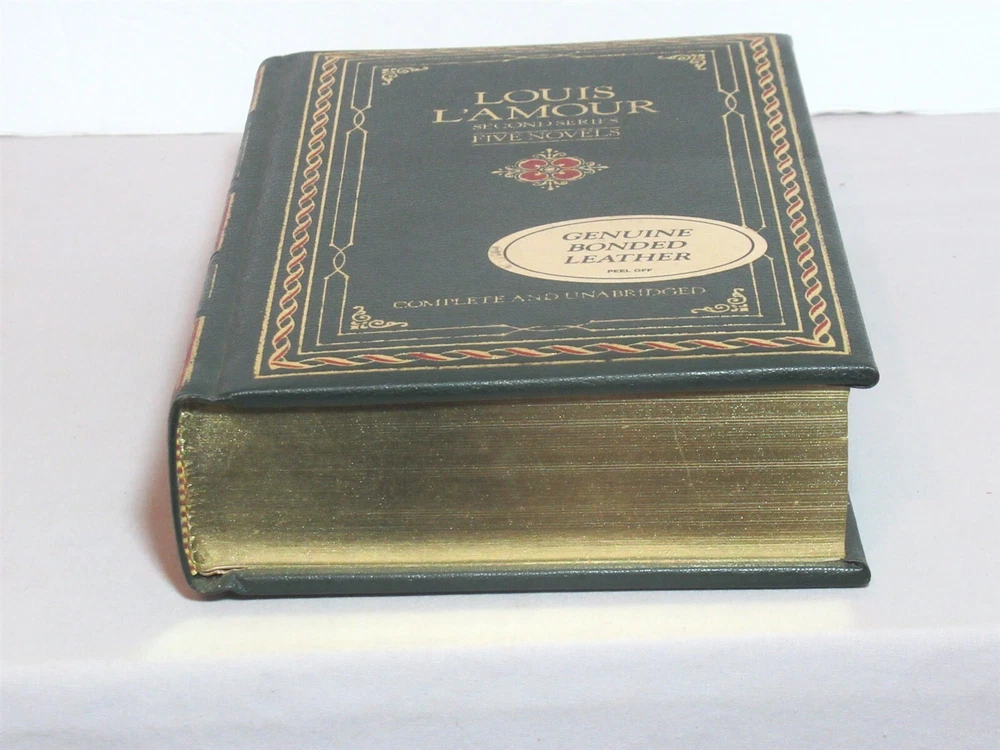 LOUIS
L'AMOUR
SECOND SERIES
FIVE NOVELS
GENUINE
BONDED
LEATHER
PEEL OFF
COMPLETE AND UNABRIDGED